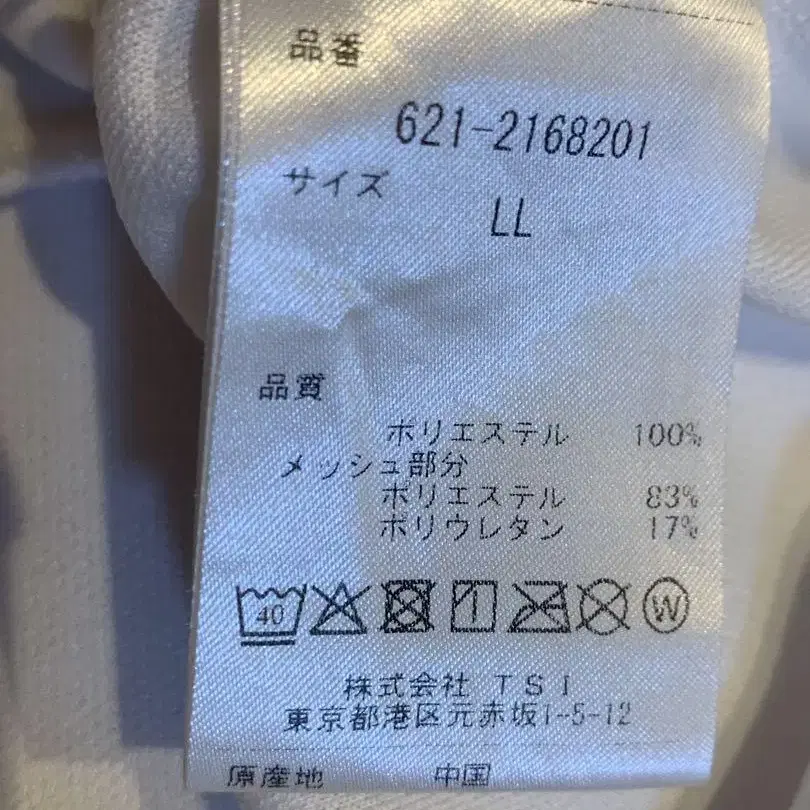 品番
621-2168201
サイズ
LL
品質
ポリエステル 100%
メッシュ部分
ポリエステル 83%
ポリウレタン 17%
40
W
株式会社 TSI
東京都港区元赤坂1-5-12
原産地 中国